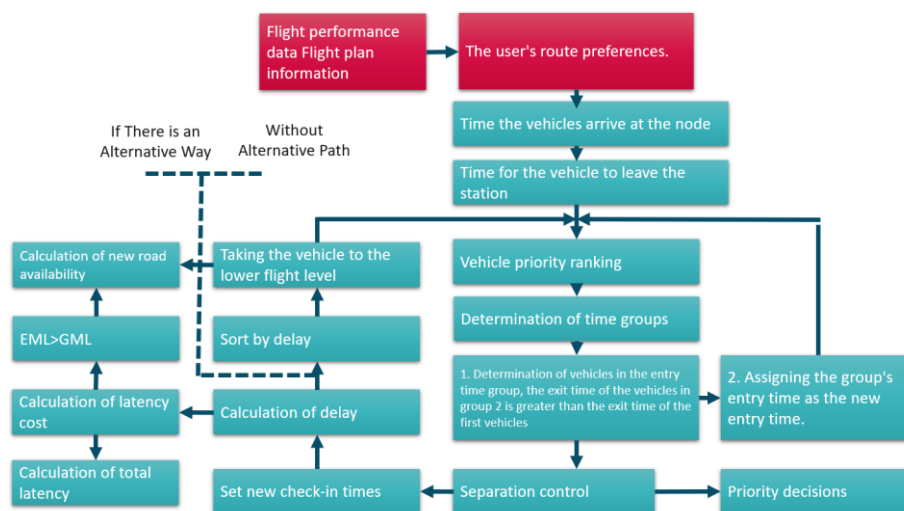 Flight performance
data Flight plan
information
The user's route preferences.
If There is an
Alternative Way
Without
Alternative Path
Time the vehicles arrive at the node
Time for the vehicle to leave the
station
Calculation of new road
availability
Taking the vehicle to the
lower flight level
Vehicle priority ranking
EML>GML
Sort by delay
Determination of time groups
Calculation of latency
cost
Calculation of delay
1. Determination of vehicles in the entry
time group, the exit time of the vehicles in
group 2 is greater than the exit time of the
first vehicles
2. Assigning the group's
entry time as the new
entry time.
Calculation of total
latency
Set new check-in times
Separation control
Priority decisions